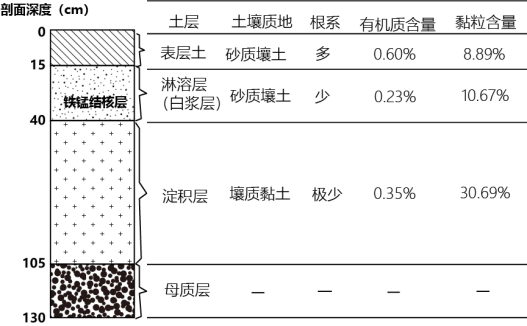 剖面深度（cm）
土层 土壤质地 根系 有机质含量 黏粒含量
0
表层土 砂质壤土 多 0.60% 8.89%
15
淋溶层
（白浆层） 砂质壤土 少 0.23% 10.67%
铁锰结核层
40
淀积层 壤质黏土 极少 0.35% 30.69%
105
母质层 — — — —
130